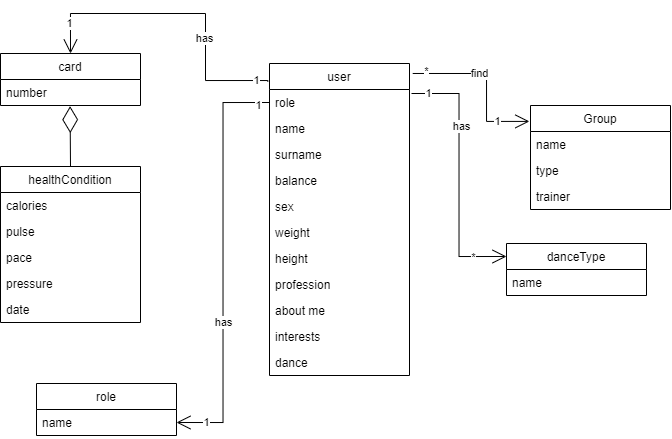 1
has
card
number
1
user
*
find
1
1
has
role
name
surname
balance
sex
weight
height
profession
about me
interests
dance
1
Group
name
type
trainer
healthCondition
calories
pulse
pace
pressure
date
*
danceType
name
has
role
name
1